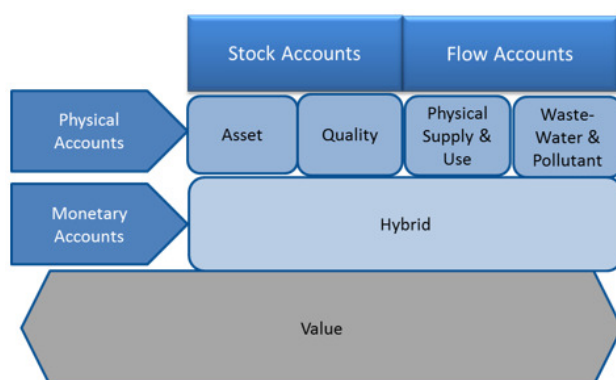 Stock Accounts
Flow Accounts
Physical
Accounts
Asset
Quality
Physical
Supply &
Use
Waste-
Water &
Pollutant
Monetary
Accounts
Hybrid
Value